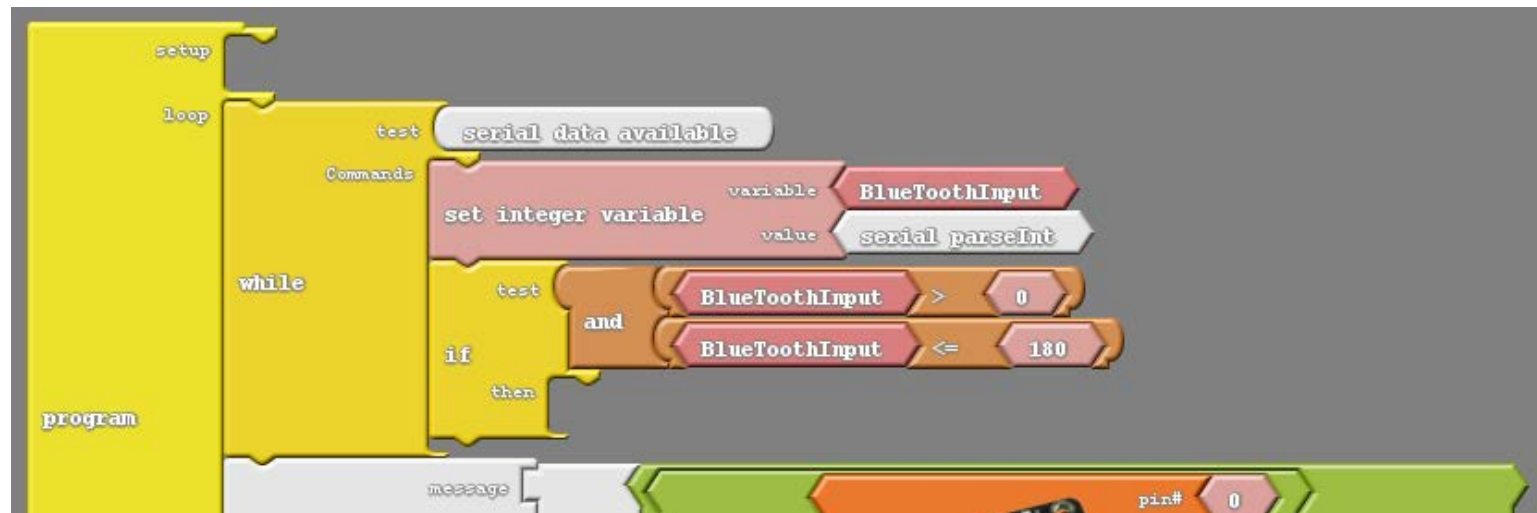 setup
loop
test serial data available
Commands
variable BlueToothInput
set integer variable
value serial parseInt
while
test BlueToothInput > 0
and
BlueToothInput <= 180
if
then
program
message
pin# 0